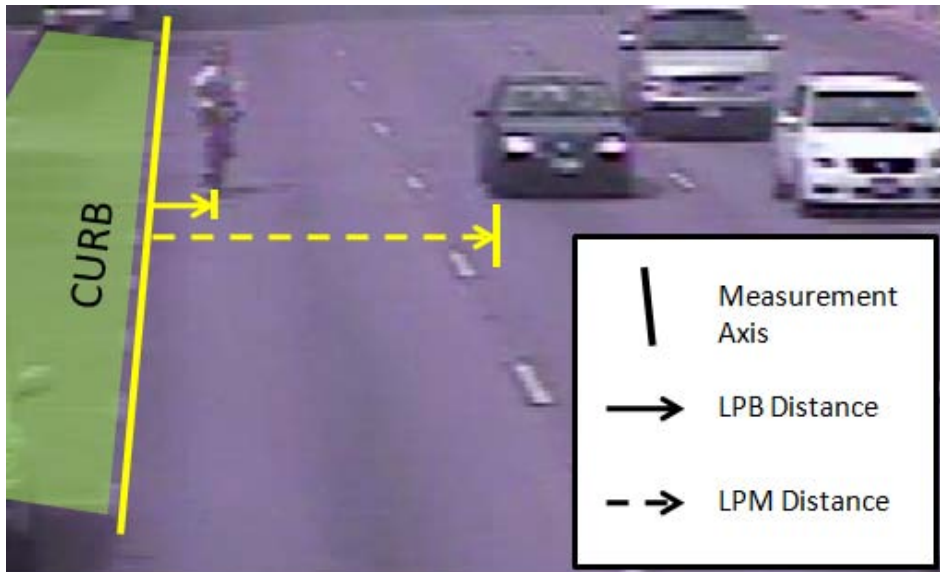 CURB
Measurement
Axis
LPB Distance
LPM Distance